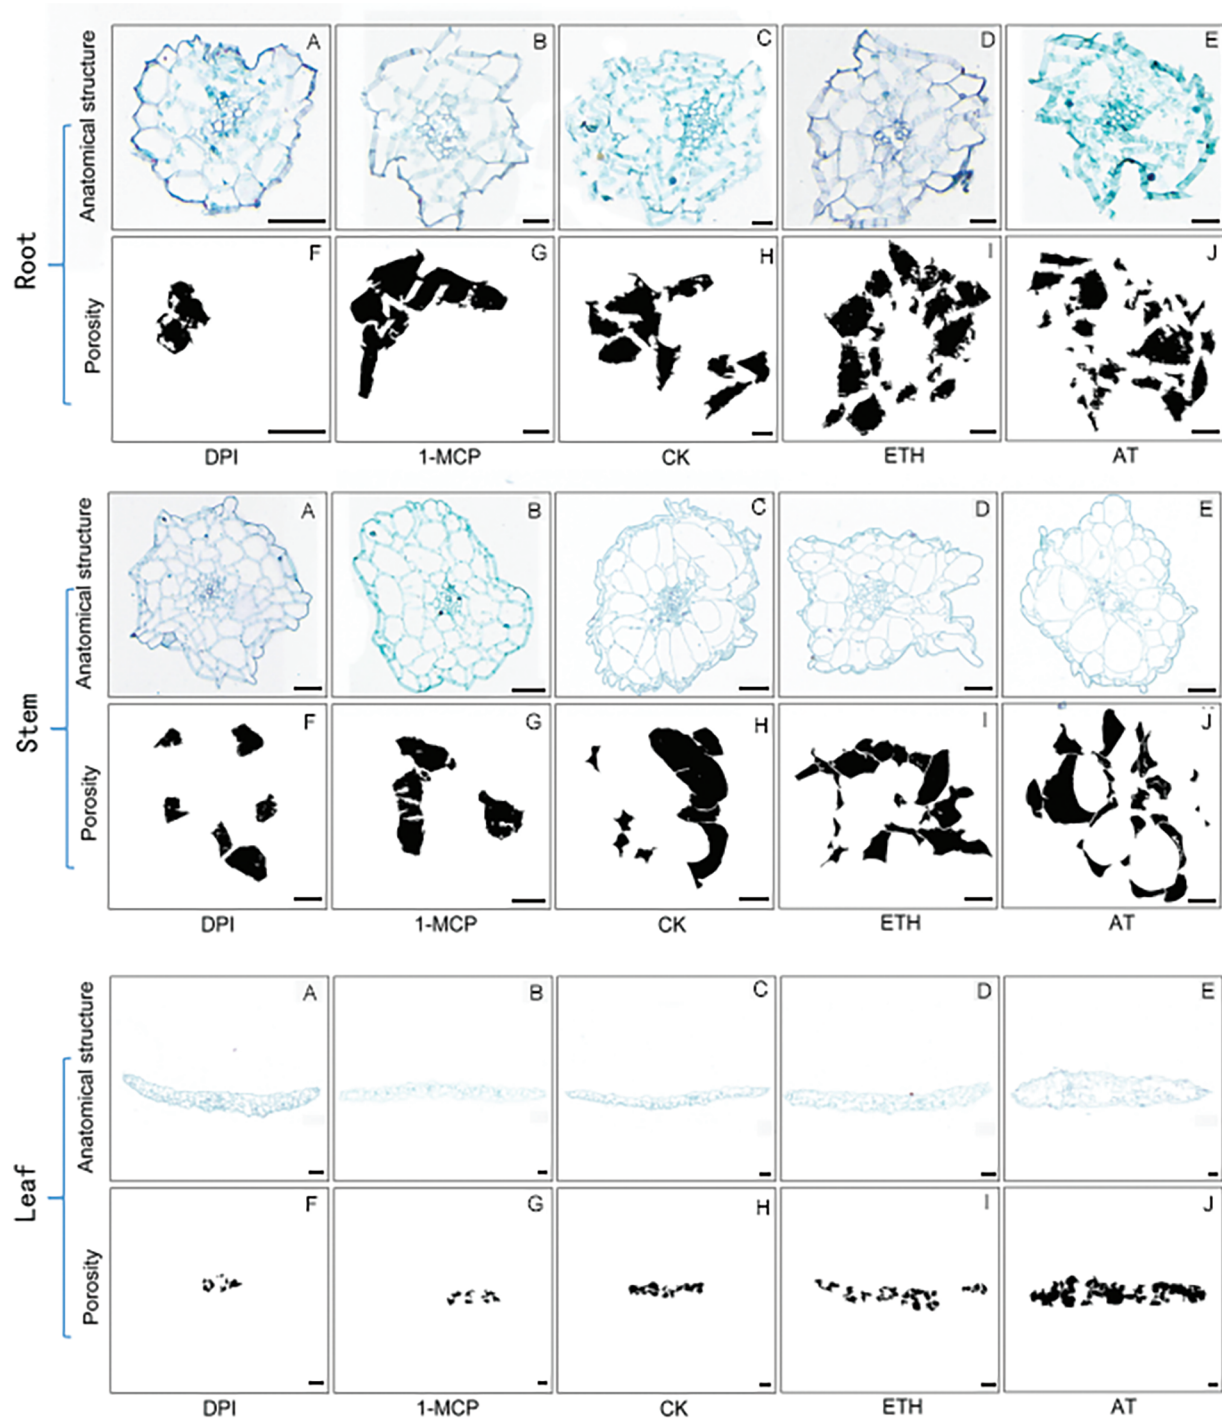 Root
Anatomical structure
A B C D E
Porosity
F G H I J
DPI 1-MCP CK ETH AT
Stem
Anatomical structure
A B C D E
Porosity
F G H I J
DPI 1-MCP CK ETH AT
Leaf
Anatomical structure
A B C D E
Porosity
F G H I J
DPI 1-MCP CK ETH AT